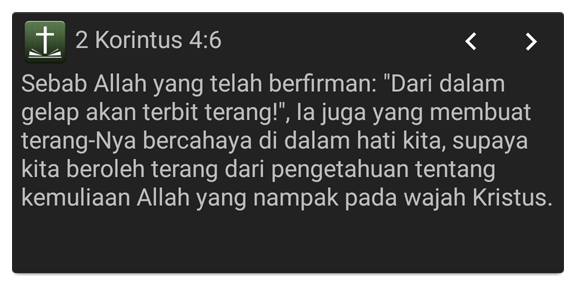 2 Korintus 4:6
Sebab Allah yang telah berfirman: "Dari dalam
gelap akan terbit terang!", Ia juga yang membuat
terang-Nya bercahaya di dalam hati kita, supaya
kita beroleh terang dari pengetahuan tentang
kemuliaan Allah yang nampak pada wajah Kristus.